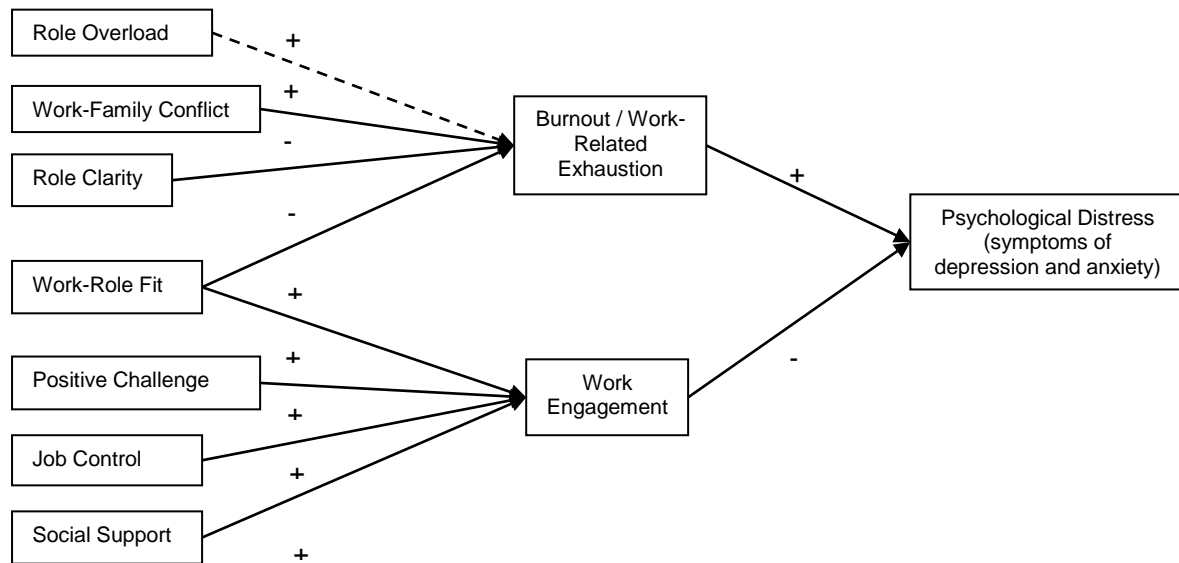 Role Overload
+
Work-Family Conflict
+
-
Role Clarity
-
Work-Role Fit
+
+
Positive Challenge
+
Job Control
+
Social Support
+
Burnout / Work-
Related
Exhaustion
Work
Engagement
+
-
Psychological Distress
(symptoms of
depression and anxiety)